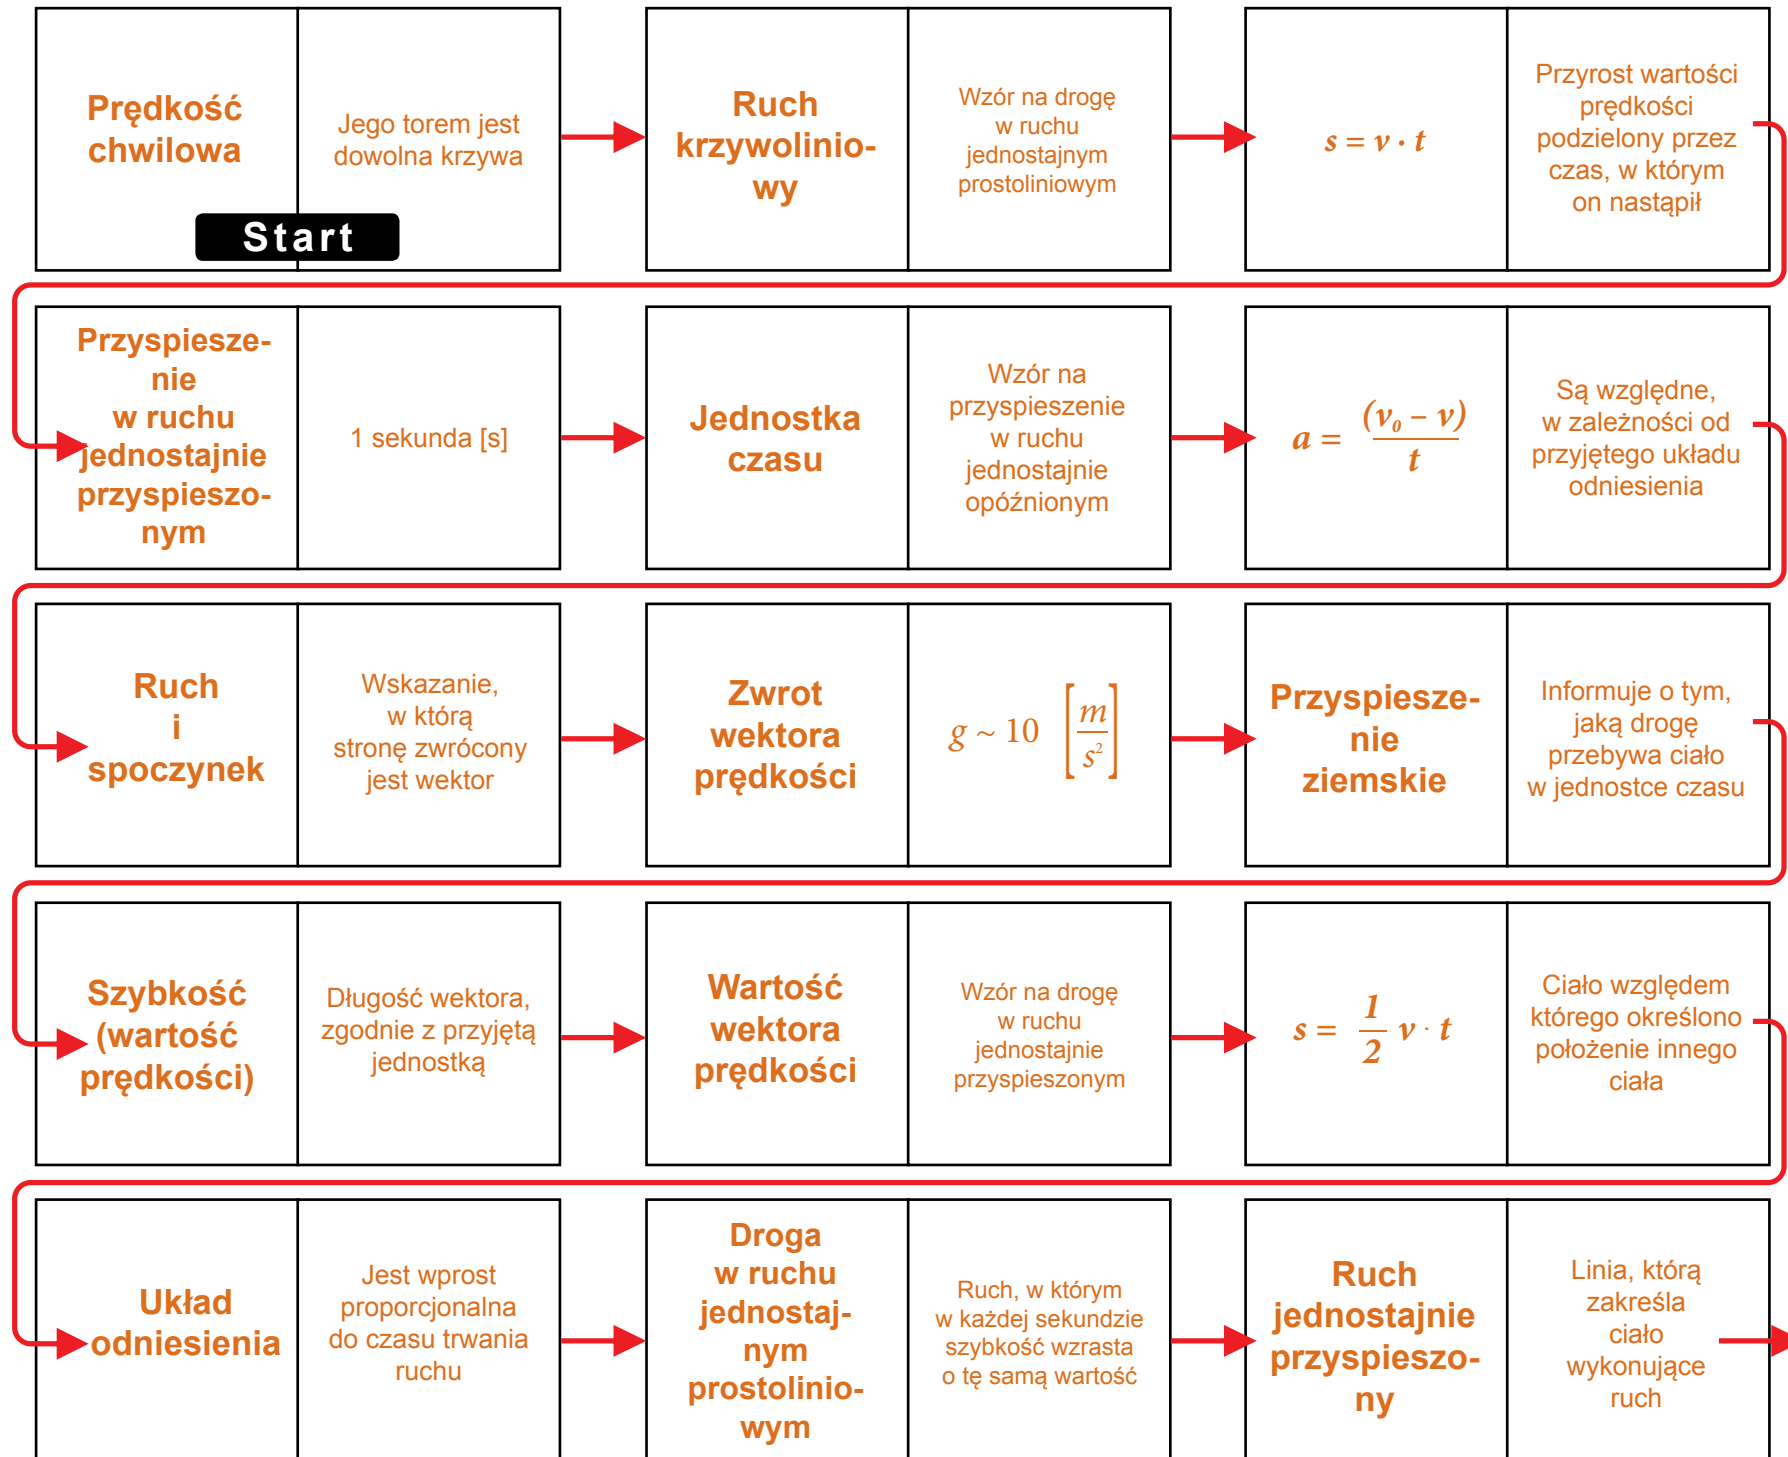 Prędkość
chwilowa
Start
Jego torem jest
dowolna krzywa
Ruch
krzywolinio-
wy
Wzór na drogę
w ruchu
jednostajnym
prostoliniowym
s = v · t
Przyrost wartości
prędkości
podzielony przez
czas, w którym
on nastąpił
Przyspiesze-
nie
w ruchu
jednostajnie
przyspieszo-
nym
1 sekunda [s]
Jednostka
czasu
Wzór na
przyspieszenie
w ruchu
jednostajnie
opóźnionym
a = (v₀ – v) / t
Są względne,
w zależności od
przyjętego układu
odniesienia
Ruch
i
spoczynek
Wskazanie,
w którą
stronę zwrócony
jest wektor
Zwrot
wektora
prędkości
g ~ 10 [m / s²]
Przyspiesze-
nie
ziemskie
Informuje o tym,
jaką drogę
przebywa ciało
w jednostce czasu
Szybkość
(wartość
prędkości)
Długość wektora,
zgodnie z przyjętą
jednostką
Wartość
wektora
prędkości
Wzór na drogę
w ruchu
jednostajnie
przyspieszonym
s = 1 / 2 v · t
Ciało względem
którego określono
położenie innego
ciała
Układ
odniesienia
Jest wprost
proporcjonalna
do czasu trwania
ruchu
Droga
w ruchu
jednostaj-
nym
prostolinio-
wym
Ruch, w którym
w każdej sekundzie
szybkość wzrasta
o tę samą wartość
Ruch
jednostajnie
przyspieszo-
ny
Linia, którą
zakreśla
ciało
wykonujące
ruch